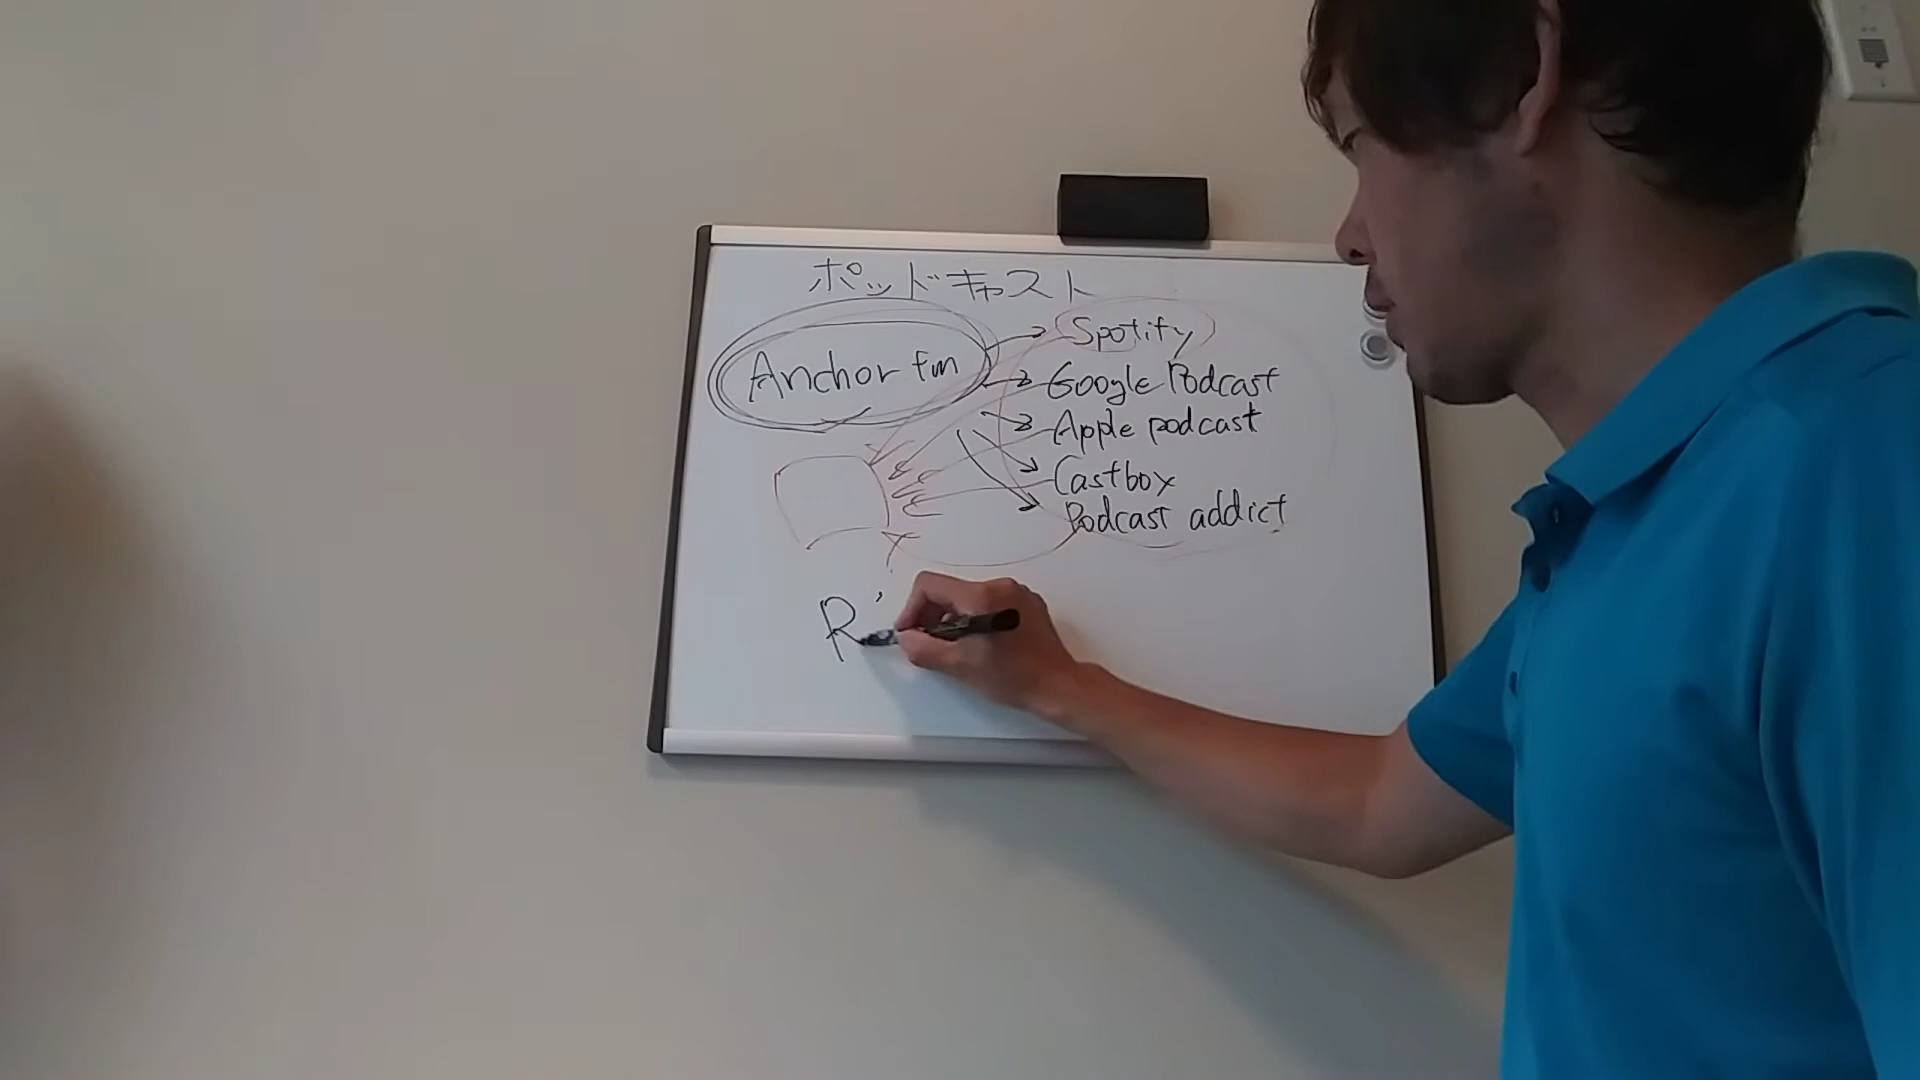 ポッドキャスト
Anchor fm
Spotify
Google Podcast
Apple podcast
Castbox
Podcast addict
R